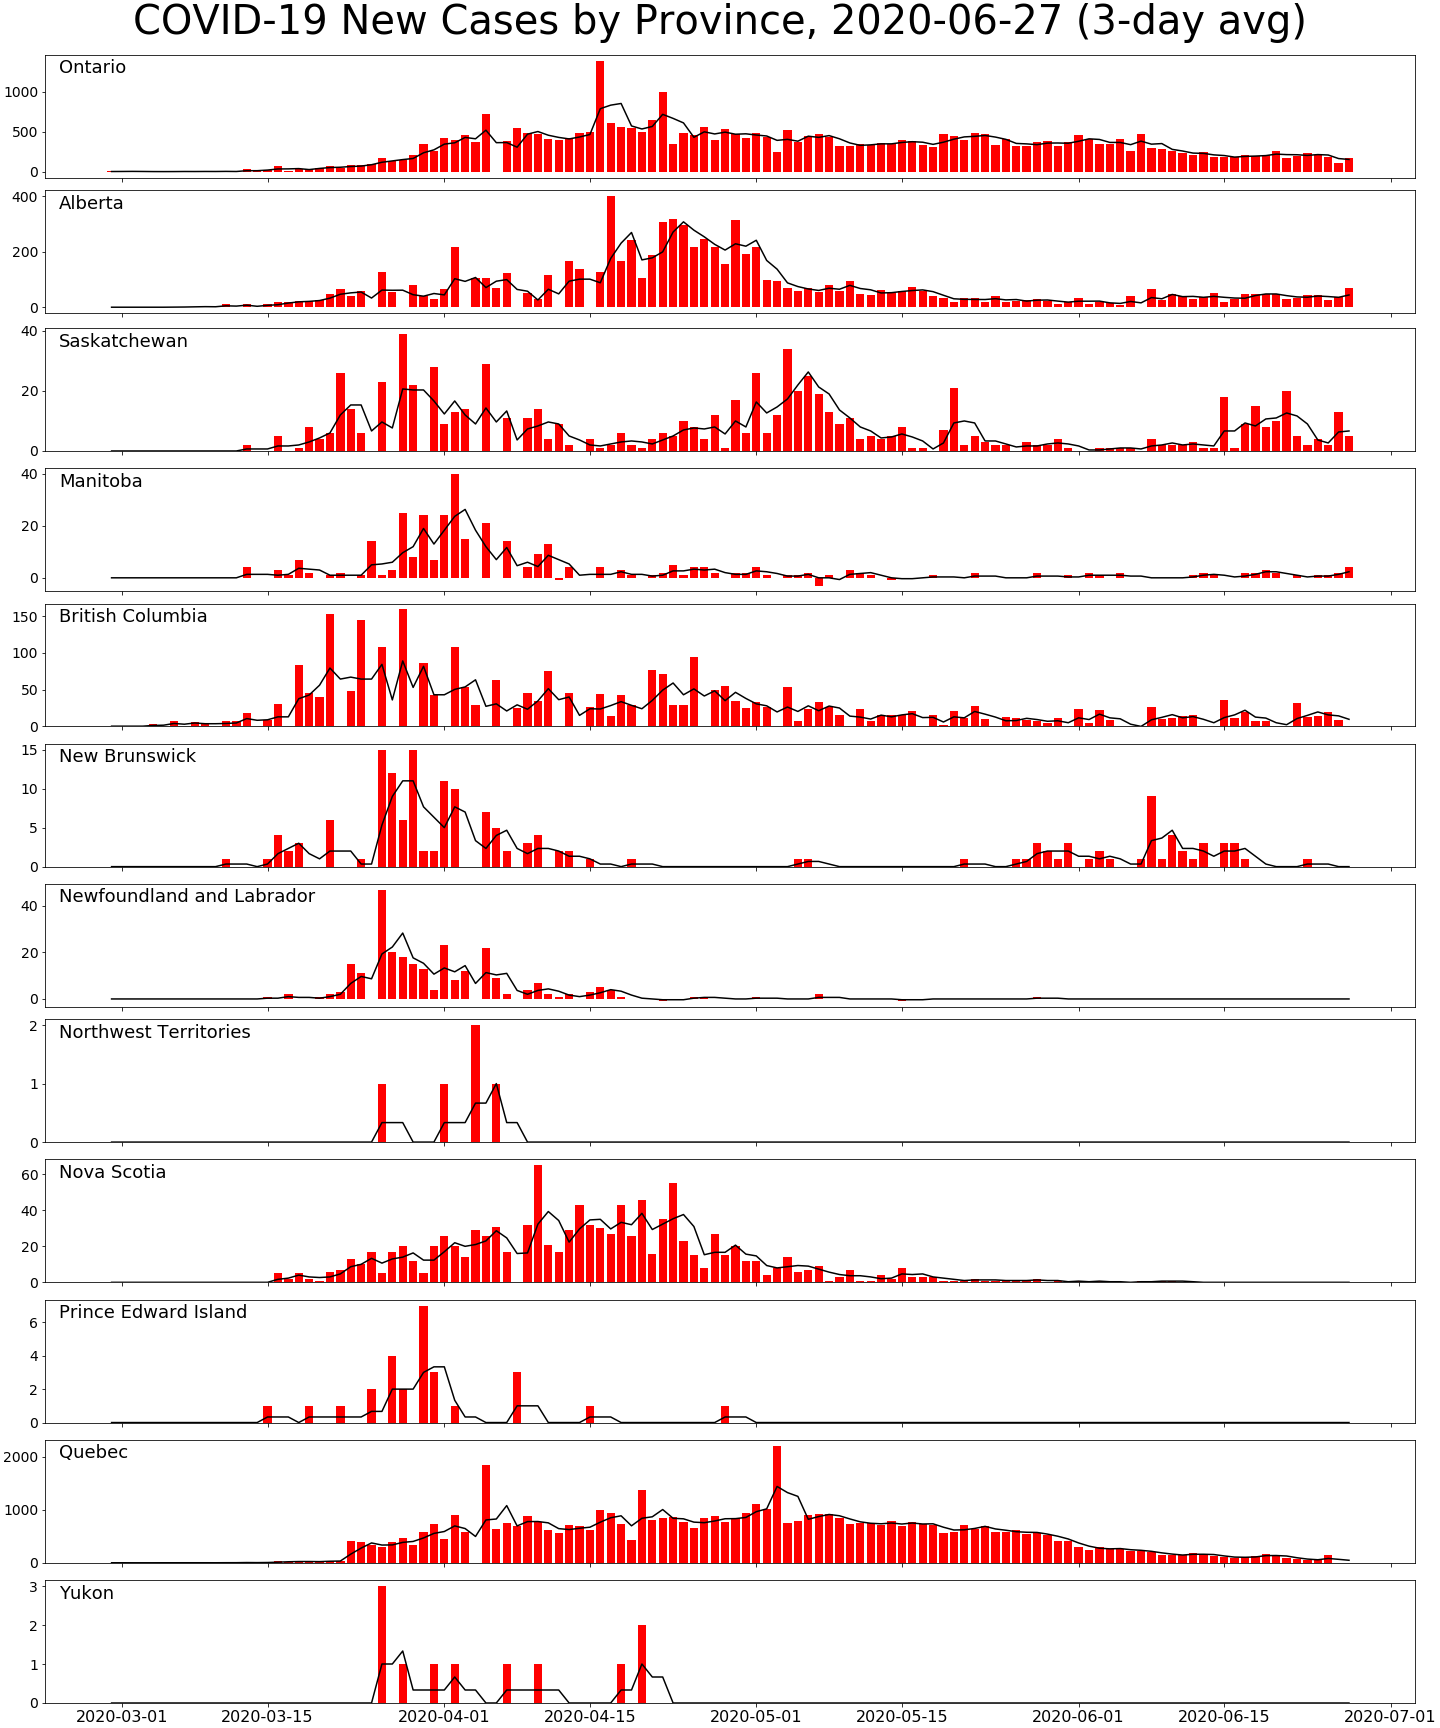 COVID-19 New Cases by Province, 2020-06-27 (3-day avg)
Ontario
1000
500
0
Alberta
400
200
0
Saskatchewan
40
20
0
Manitoba
40
20
0
British Columbia
150
100
50
0
New Brunswick
15
10
5
0
Newfoundland and Labrador
40
20
0
Northwest Territories
2
1
0
Nova Scotia
60
40
20
0
Prince Edward Island
6
4
2
0
Quebec
2000
1000
0
Yukon
3
2
1
0
2020-03-01 2020-03-15 2020-04-01 2020-04-15 2020-05-01 2020-05-15 2020-06-01 2020-06-15 2020-07-01